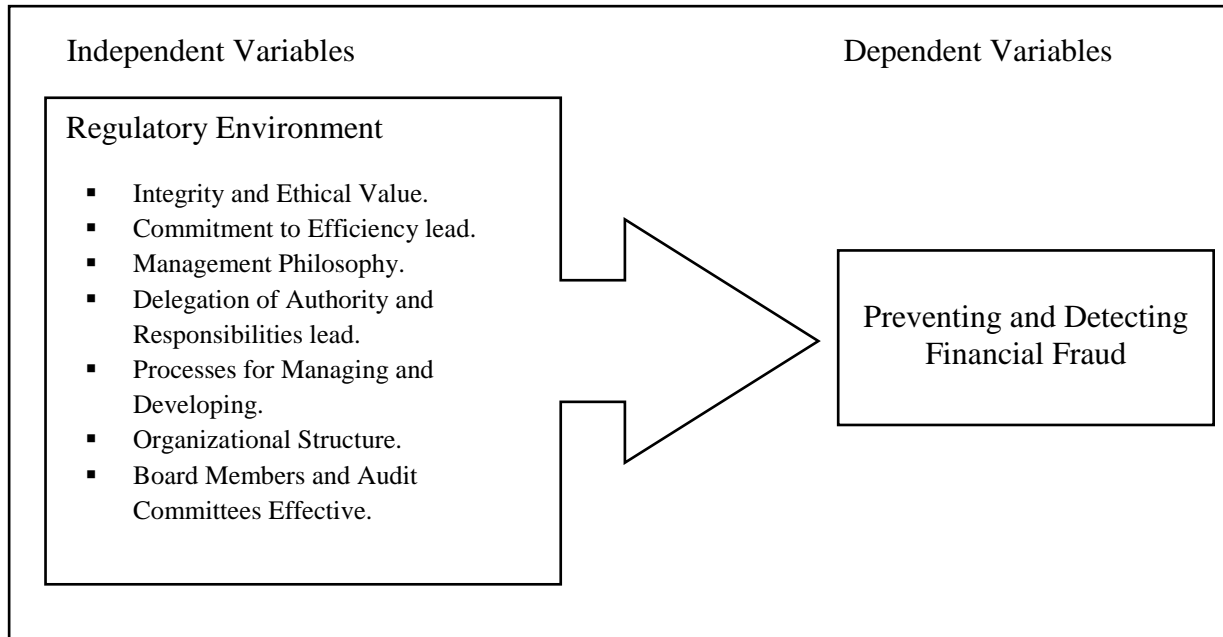 Independent Variables
Dependent Variables
Regulatory Environment
▪ Integrity and Ethical Value.
▪ Commitment to Efficiency lead.
▪ Management Philosophy.
▪ Delegation of Authority and
Responsibilities lead.
▪ Processes for Managing and
Developing.
▪ Organizational Structure.
▪ Board Members and Audit
Committees Effective.
Preventing and Detecting
Financial Fraud